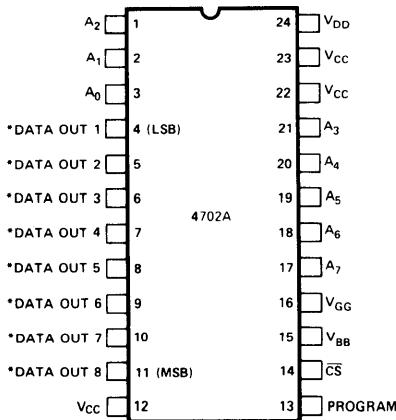 A2 1 24 VDD
A1 2 23 VCC
A0 3 22 VCC
*DATA OUT 1 4 (LSB) 21 A3
*DATA OUT 2 5 20 A4
*DATA OUT 3 6 19 A5
4702A
*DATA OUT 4 7 18 A6
*DATA OUT 5 8 17 A7
*DATA OUT 6 9 16 VGG
*DATA OUT 7 10 15 VBB
*DATA OUT 8 11 (MSB) 14 C̅S̅
VCC 12 13 PROGRAM